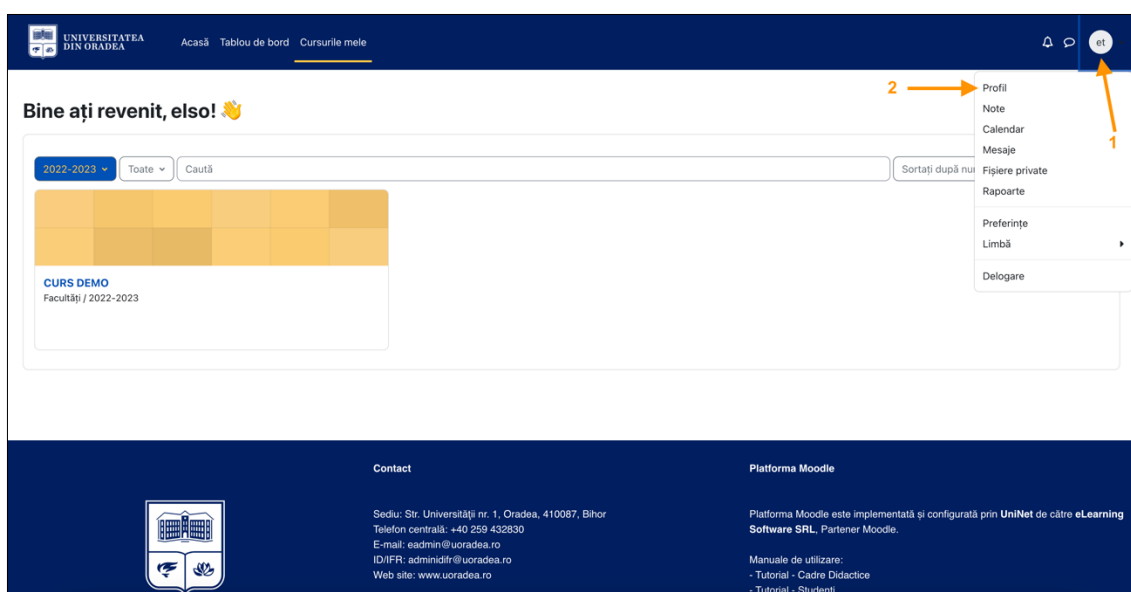 UNIVERSITATEA
DIN ORADEA
Acasă Tablou de bord Cursurile mele
et
Bine ați revenit, elso! 👋
2
1
Profil
Note
Calendar
Mesaje
Fișiere private
Rapoarte
Preferințe
Limbă
Delogare
2022-2023
Toate
Caută
Sortați după
CURS DEMO
Facultăți / 2022-2023
Contact
Sediu: Str. Universităţii nr. 1, Oradea, 410087, Bihor
Telefon centrală: +40 259 432830
E-mail: eadmin@uoradea.ro
ID/IFR: adminidifr@uoradea.ro
Web site: www.uoradea.ro
Platforma Moodle
Platforma Moodle este implementată și configurată prin UniNet de către eLearning
Software SRL, Partener Moodle.
Manuale de utilizare:
- Tutorial - Cadre Didactice
- Tutorial - Studenți